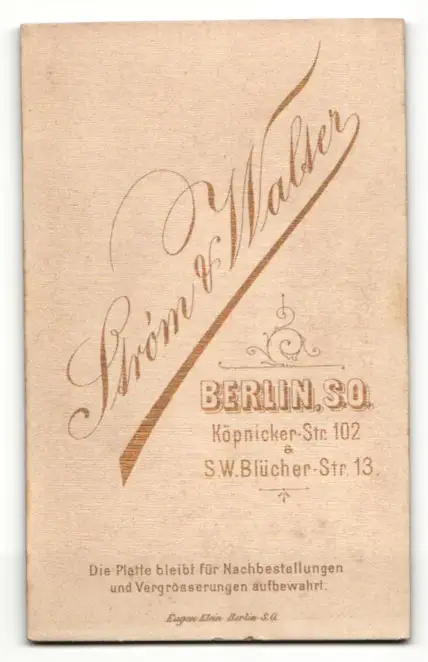 Ström & Walter
BERLIN, S.O.
Köpnicker-Str. 102
&
S.W. Blücher-Str. 13.
Die Platte bleibt für Nachbestellungen
und Vergrösserungen aufbewahrt.
Eugen Klein Berlin S.O.